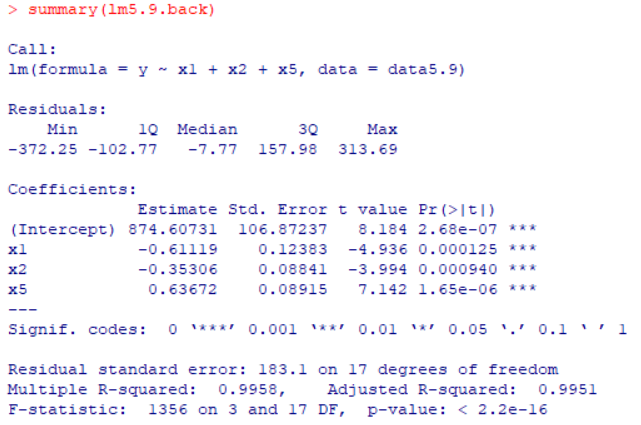 > summary(lm5.9.back)
Call:
lm(formula = y ~ x1 + x2 + x5, data = data5.9)
Residuals:
    Min      1Q  Median      3Q     Max
-372.25 -102.77   -7.77  157.98  313.69
Coefficients:
             Estimate Std. Error t value Pr(>|t|)
(Intercept) 874.60731  106.87237   8.184 2.68e-07 ***
x1           -0.61119    0.12383  -4.936 0.000125 ***
x2           -0.35306    0.08841  -3.994 0.000940 ***
x5            0.63672    0.08915   7.142 1.65e-06 ***
---
Signif. codes:  0 '***' 0.001 '**' 0.01 '*' 0.05 '.' 0.1 ' ' 1
Residual standard error: 183.1 on 17 degrees of freedom
Multiple R-squared:  0.9958,    Adjusted R-squared:  0.9951
F-statistic:  1356 on 3 and 17 DF,  p-value: < 2.2e-16